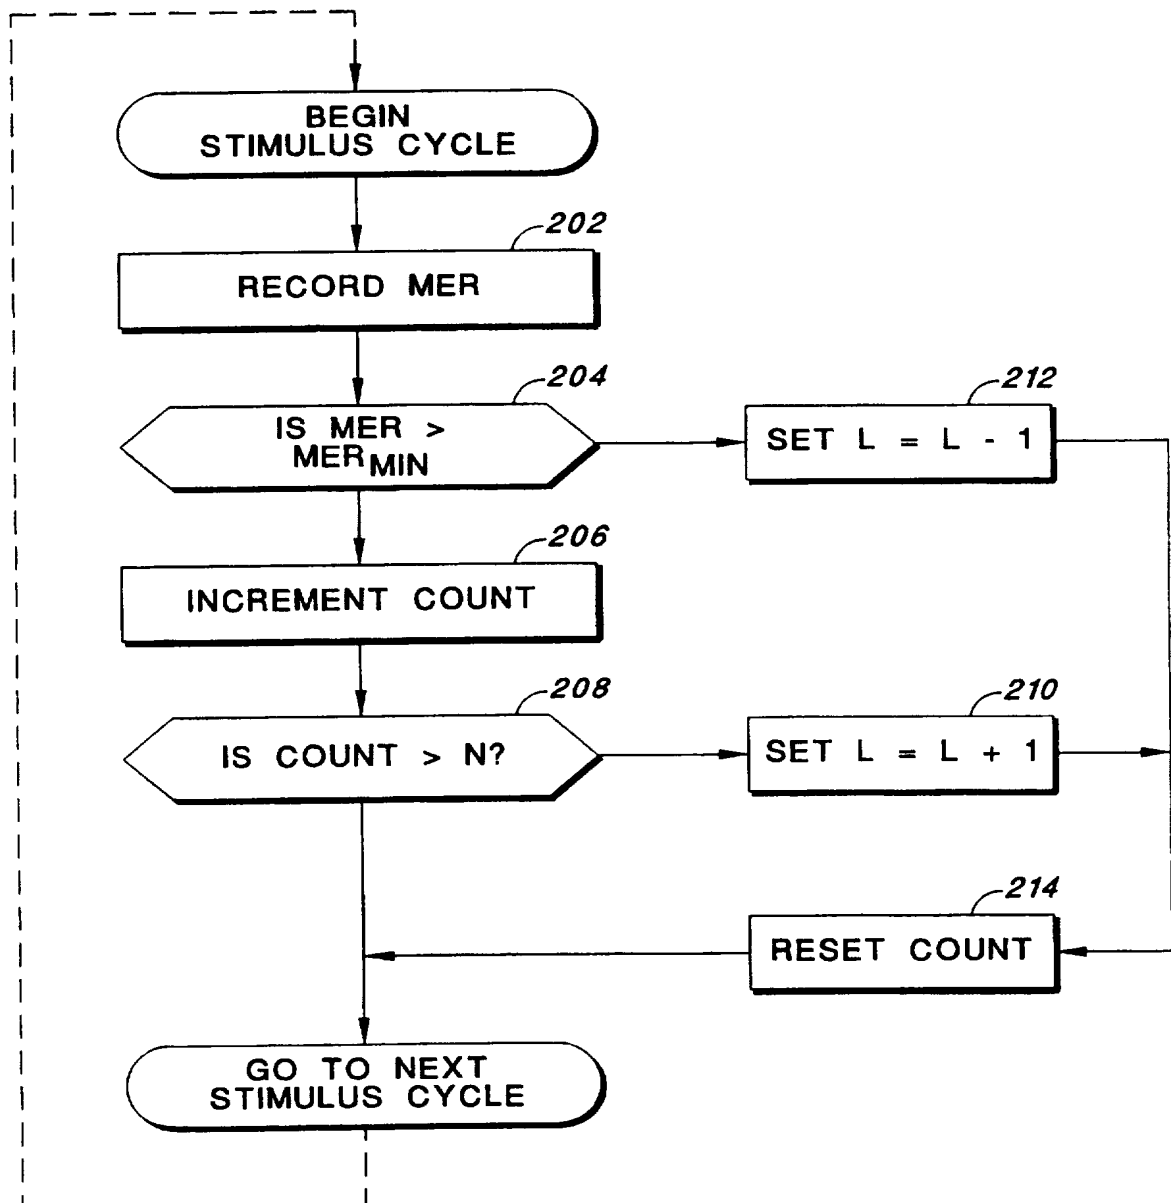 BEGIN
STIMULUS CYCLE
202
RECORD MER
204
IS MER >
MERMIN
212
SET L = L - 1
206
INCREMENT COUNT
208
IS COUNT > N?
210
SET L = L + 1
214
RESET COUNT
GO TO NEXT
STIMULUS CYCLE